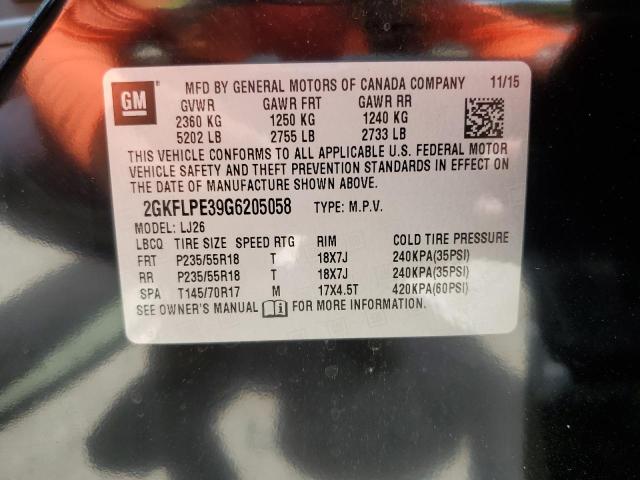 GM
MFD BY GENERAL MOTORS OF CANADA COMPANY 11/15
GVWR GAWR FRT GAWR RR
2360 KG 1250 KG 1240 KG
5202 LB 2755 LB 2733 LB
THIS VEHICLE CONFORMS TO ALL APPLICABLE U.S. FEDERAL MOTOR
VEHICLE SAFETY AND THEFT PREVENTION STANDARDS IN EFFECT ON THE
DATE OF MANUFACTURE SHOWN ABOVE.
2GKFLPE39G6205058 TYPE: M.P.V.
MODEL: LJ26
LBCQ TIRE SIZE SPEED RTG RIM COLD TIRE PRESSURE
FRT P235/55R18 T 18X7J 240KPA(35PSI)
RR P235/55R18 T 18X7J 240KPA(35PSI)
SPA T145/70R17 M 17X4.5T 420KPA(60PSI)
SEE OWNER'S MANUAL FOR MORE INFORMATION.